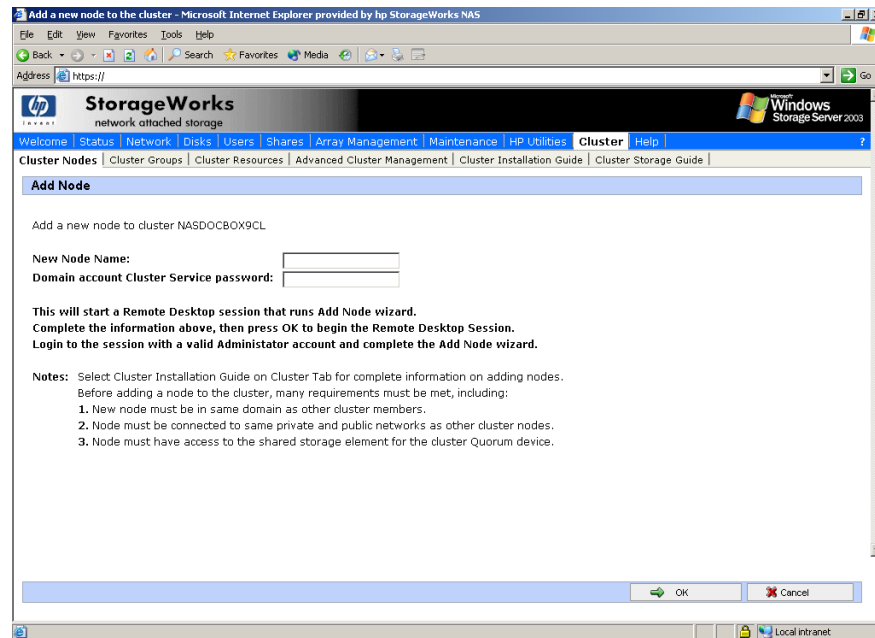 Add a new node to the cluster - Microsoft Internet Explorer provided by hp StorageWorks NAS
File Edit View Favorites Tools Help
Back Search Favorites Media
Address https:// Go
hp
invent
StorageWorks
network attached storage
Microsoft
Windows
Storage Server 2003
Welcome | Status | Network | Disks | Users | Shares | Array Management | Maintenance | HP Utilities | Cluster | Help | ?
Cluster Nodes | Cluster Groups | Cluster Resources | Advanced Cluster Management | Cluster Installation Guide | Cluster Storage Guide |
Add Node
Add a new node to cluster NASDOCBOX9CL
New Node Name:
Domain account Cluster Service password:
This will start a Remote Desktop session that runs Add Node wizard.
Complete the information above, then press OK to begin the Remote Desktop Session.
Login to the session with a valid Administator account and complete the Add Node wizard.
Notes: Select Cluster Installation Guide on Cluster Tab for complete information on adding nodes.
Before adding a node to the cluster, many requirements must be met, including:
1. New node must be in same domain as other cluster members.
2. Node must be connected to same private and public networks as other cluster nodes.
3. Node must have access to the shared storage element for the cluster Quorum device.
OK Cancel
Local intranet